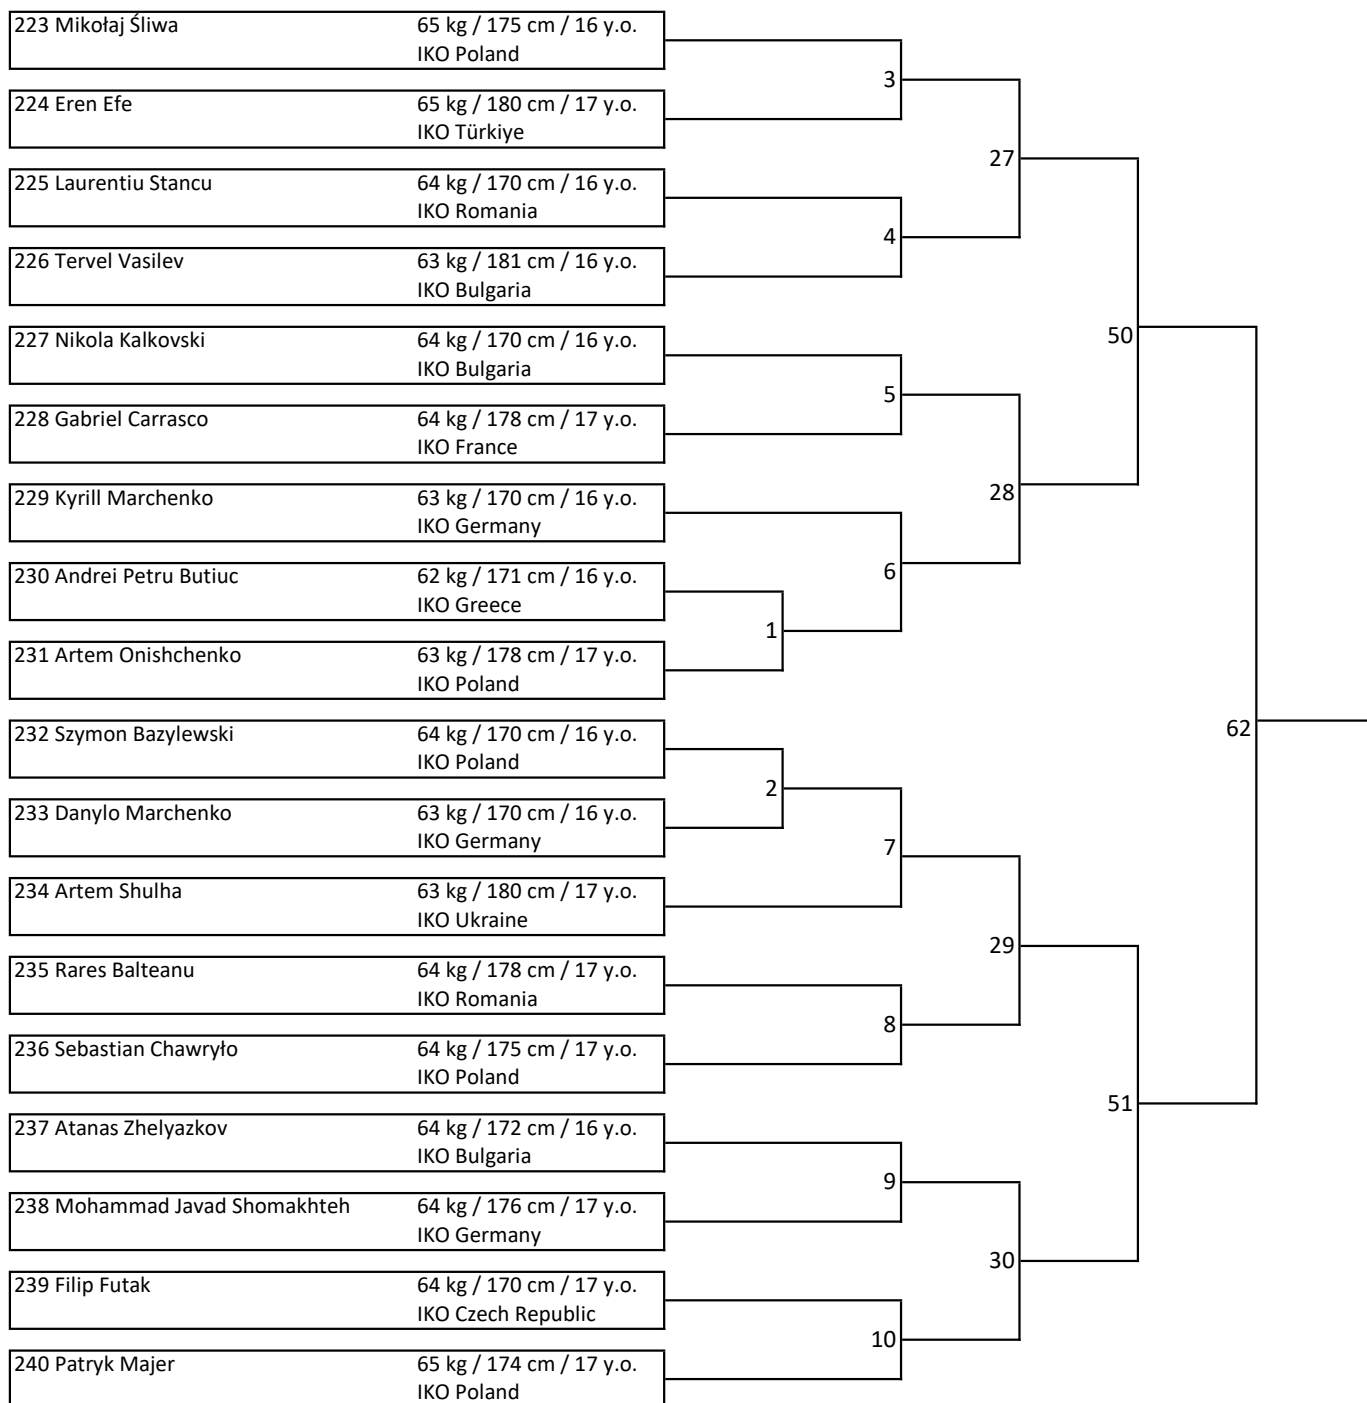 223 Mikołaj Śliwa 65 kg / 175 cm / 16 y.o.
IKO Poland
3
224 Eren Efe 65 kg / 180 cm / 17 y.o.
IKO Türkiye
27
225 Laurentiu Stancu 64 kg / 170 cm / 16 y.o.
IKO Romania
4
226 Tervel Vasilev 63 kg / 181 cm / 16 y.o.
IKO Bulgaria
50
227 Nikola Kalkovski 64 kg / 170 cm / 16 y.o.
IKO Bulgaria
5
228 Gabriel Carrasco 64 kg / 178 cm / 17 y.o.
IKO France
28
229 Kyrill Marchenko 63 kg / 170 cm / 16 y.o.
IKO Germany
6
230 Andrei Petru Butiuc 62 kg / 171 cm / 16 y.o.
IKO Greece
1
231 Artem Onishchenko 63 kg / 178 cm / 17 y.o.
IKO Poland
62
232 Szymon Bazylewski 64 kg / 170 cm / 16 y.o.
IKO Poland
2
233 Danylo Marchenko 63 kg / 170 cm / 16 y.o.
IKO Germany
7
234 Artem Shulha 63 kg / 180 cm / 17 y.o.
IKO Ukraine
29
235 Rares Balteanu 64 kg / 178 cm / 17 y.o.
IKO Romania
8
236 Sebastian Chawryło 64 kg / 175 cm / 17 y.o.
IKO Poland
51
237 Atanas Zhelyazkov 64 kg / 172 cm / 16 y.o.
IKO Bulgaria
9
238 Mohammad Javad Shomakhteh 64 kg / 176 cm / 17 y.o.
IKO Germany
30
239 Filip Futak 64 kg / 170 cm / 17 y.o.
IKO Czech Republic
10
240 Patryk Majer 65 kg / 174 cm / 17 y.o.
IKO Poland